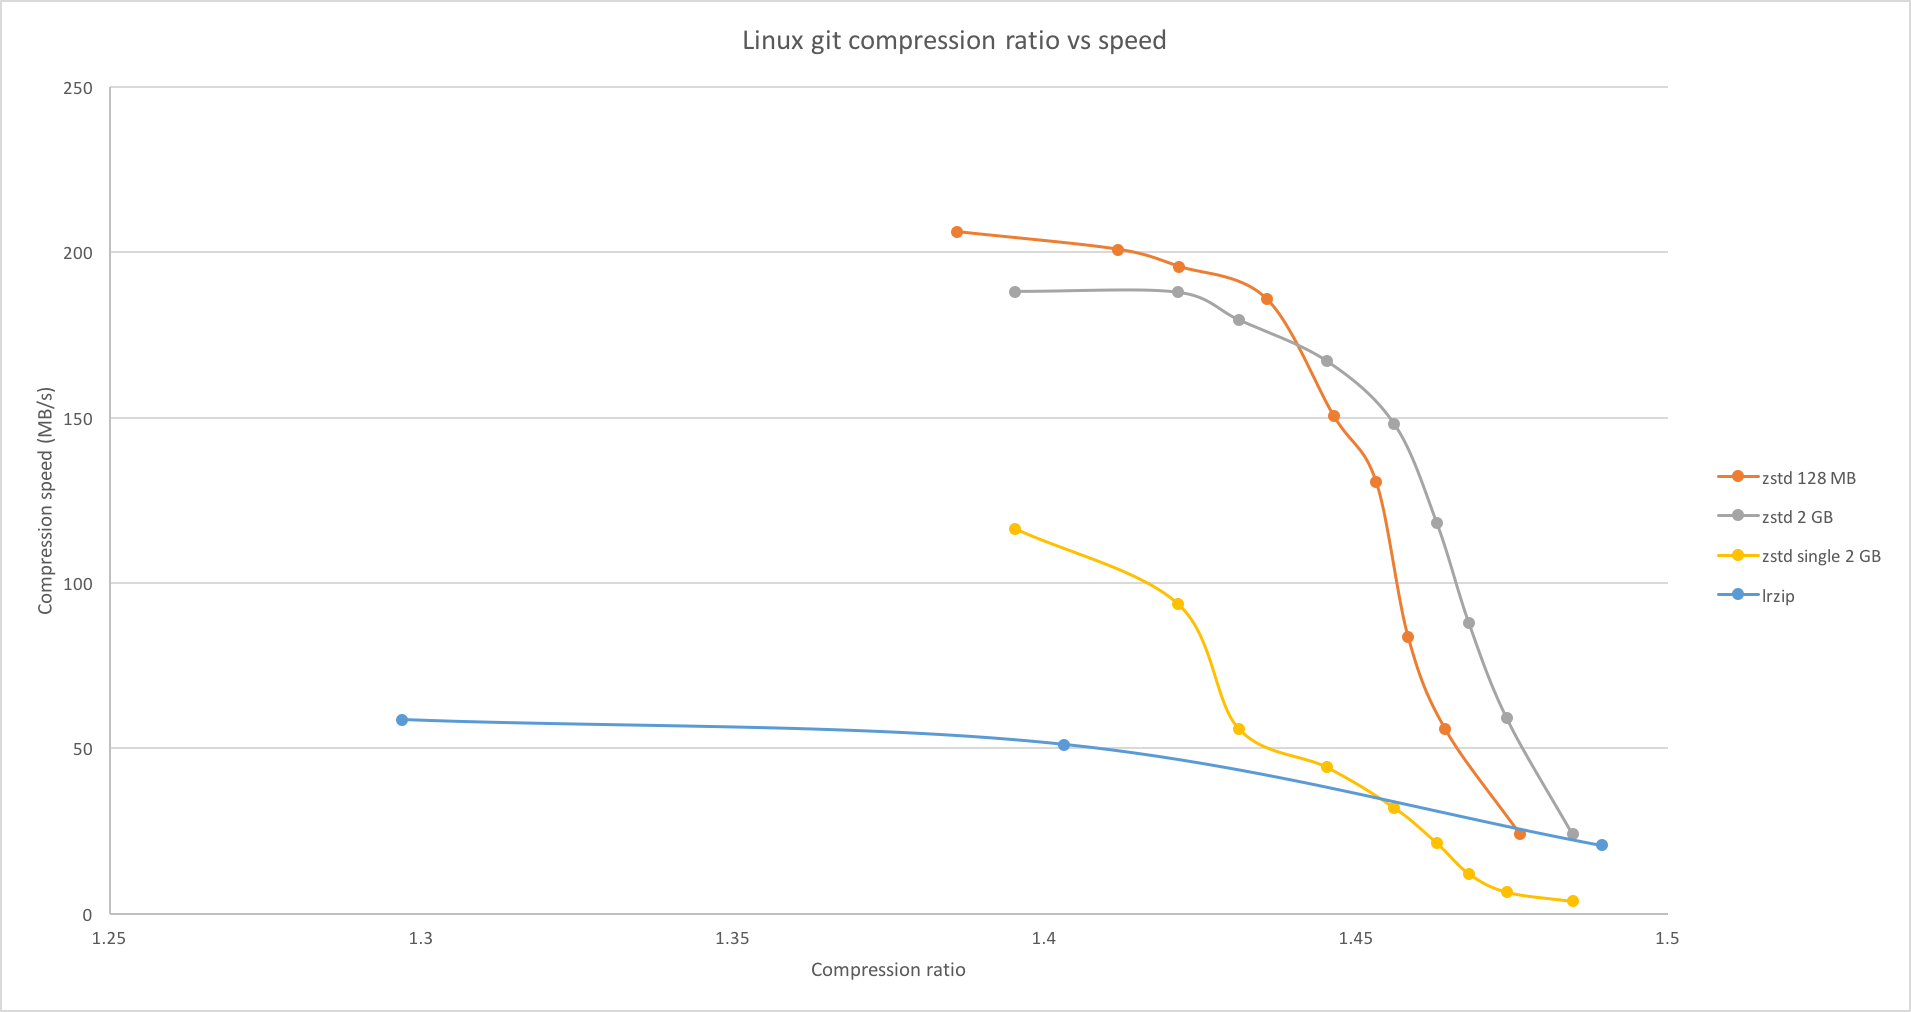 Linux git compression ratio vs speed
250
200
150
100
50
0
Compression speed (MB/s)
1.25 1.3 1.35 1.4 1.45 1.5
Compression ratio
zstd 128 MB
zstd 2 GB
zstd single 2 GB
lrzip